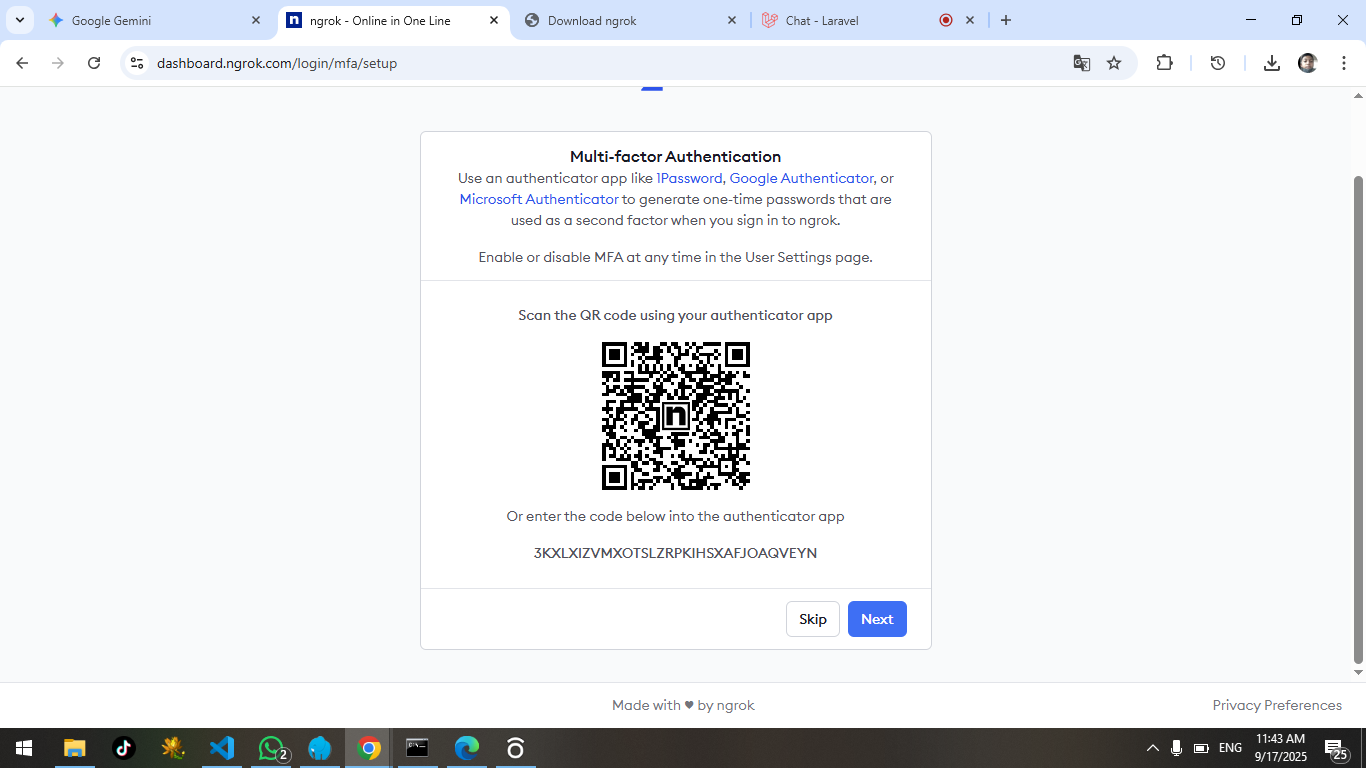 Google Gemini
ngrok - Online in One Line
Download ngrok
Chat - Laravel
dashboard.ngrok.com/login/mfa/setup
Multi-factor Authentication
Use an authenticator app like 1Password, Google Authenticator, or
Microsoft Authenticator to generate one-time passwords that are
used as a second factor when you sign in to ngrok.
Enable or disable MFA at any time in the User Settings page.
Scan the QR code using your authenticator app
n
Or enter the code below into the authenticator app
3KXLXIZVMXOTSLZRPKIHSXAFJOAQVEYN
Skip
Next
Made with ♥ by ngrok
Privacy Preferences
2
ENG
11:43 AM
9/17/2025
25